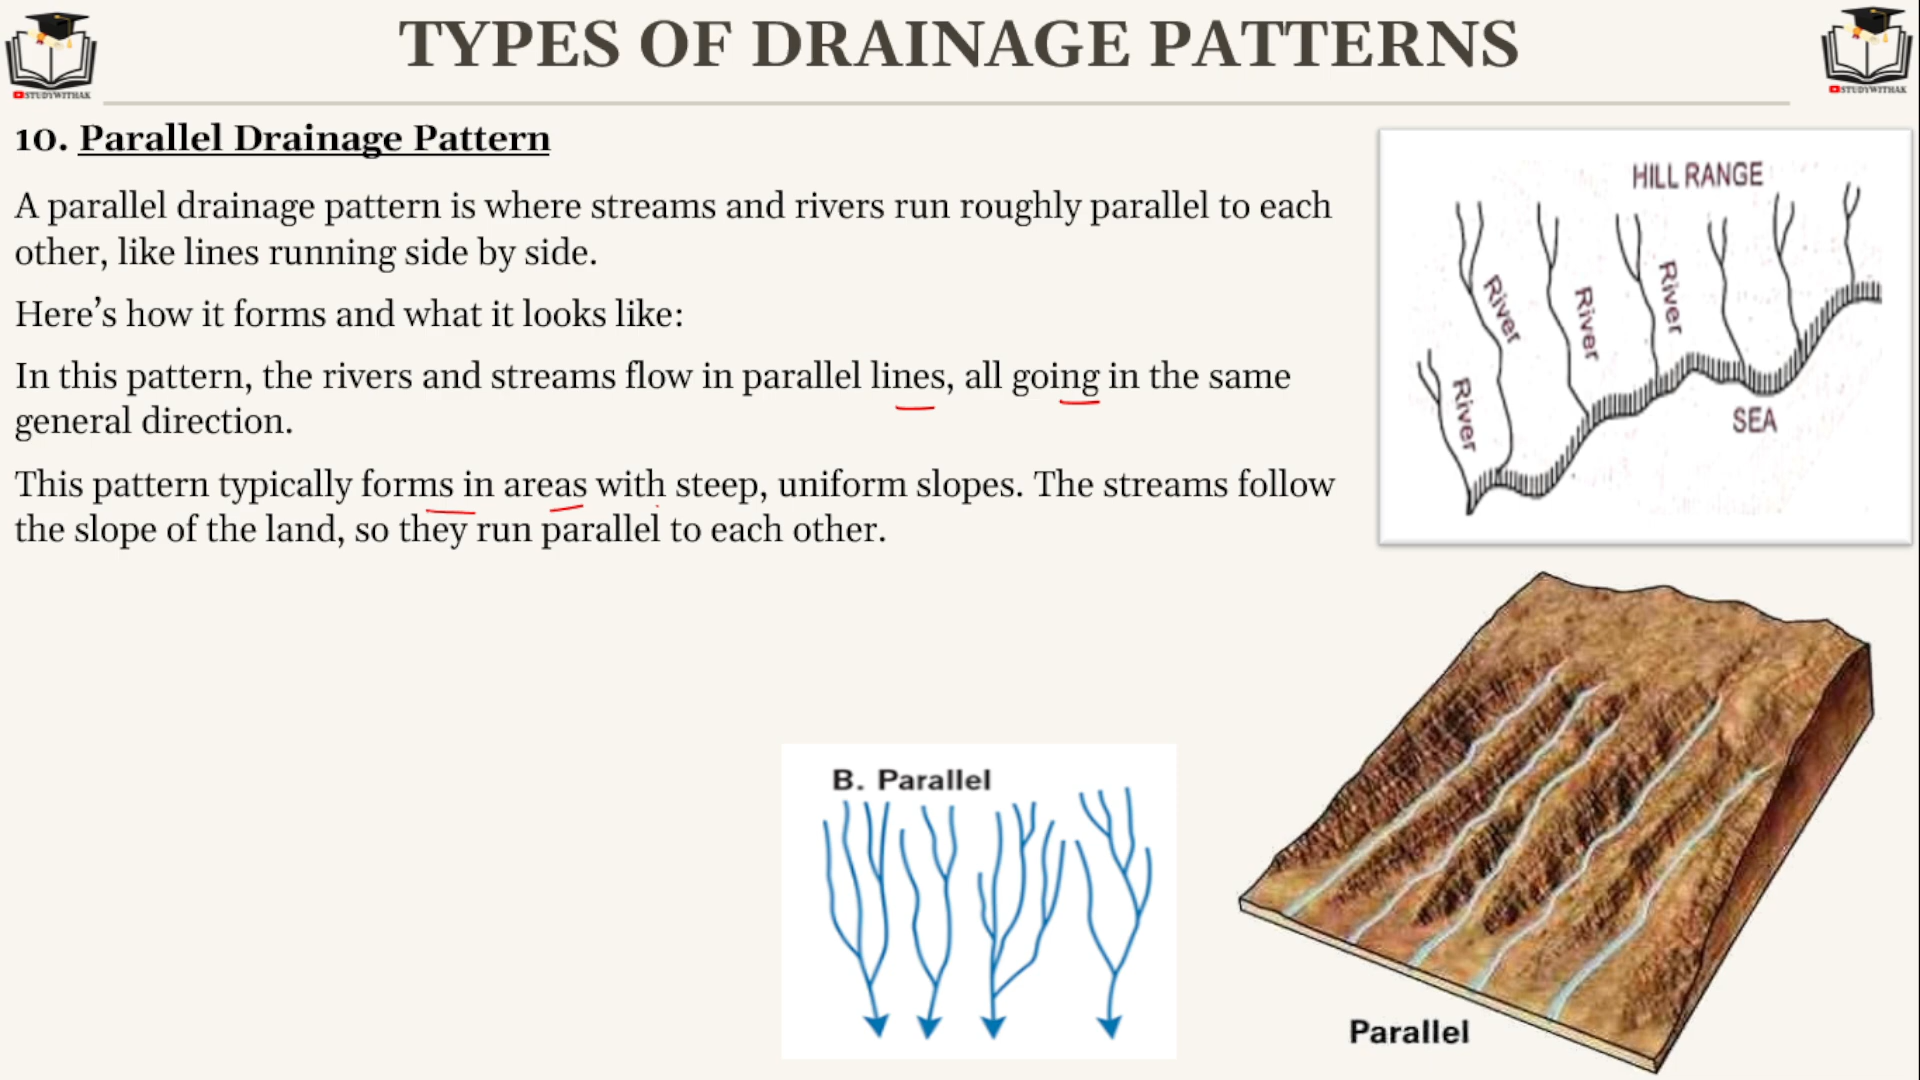 TYPES OF DRAINAGE PATTERNS
STUDYWITHAK
STUDYWITHAK
10. Parallel Drainage Pattern
A parallel drainage pattern is where streams and rivers run roughly parallel to each
other, like lines running side by side.
Here’s how it forms and what it looks like:
In this pattern, the rivers and streams flow in parallel lines, all going in the same
general direction.
This pattern typically forms in areas with steep, uniform slopes. The streams follow
the slope of the land, so they run parallel to each other.
HILL RANGE
River
River
River
River
SEA
B. Parallel
Parallel